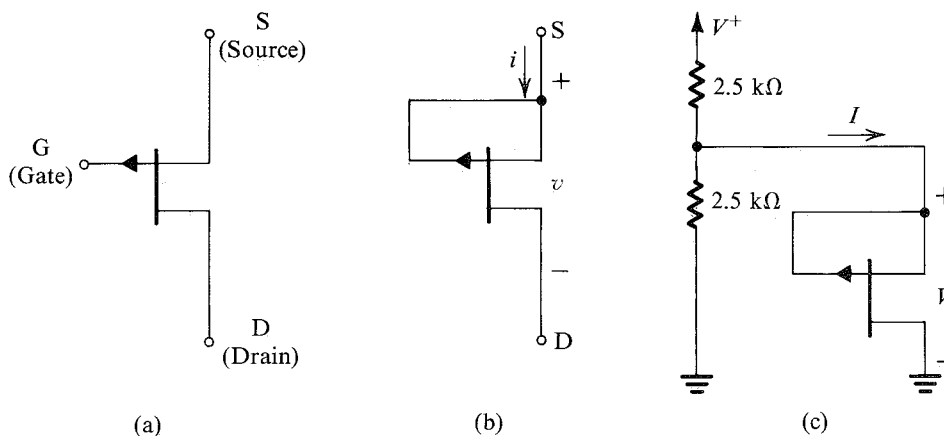 S
(Source)
G
(Gate)
D
(Drain)
(a)
S
i
+
v
−
D
(b)
V+
2.5 kΩ
I
2.5 kΩ
+
−
(c)